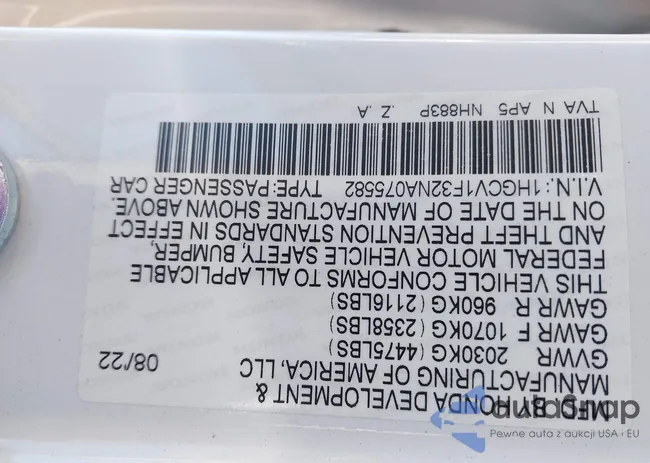 MFD. BY HONDA DEVELOPMENT &
MANUFACTURING OF AMERICA, LLC
GVWR 2030KG (4475LBS) 08/22
GAWR F 1070KG (2358LBS)
GAWR R 960KG (2116LBS)
THIS VEHICLE CONFORMS TO ALL APPLICABLE
FEDERAL MOTOR VEHICLE SAFETY, BUMPER,
AND THEFT PREVENTION STANDARDS IN EFFECT
ON THE DATE OF MANUFACTURE SHOWN ABOVE.
V.I.N.: 1HGCV1F32NA075582 TYPE: PASSENGER CAR
TVA N AP5 NH883P .Z .A
autoSnap
Pewne auta z aukcji USA i EU